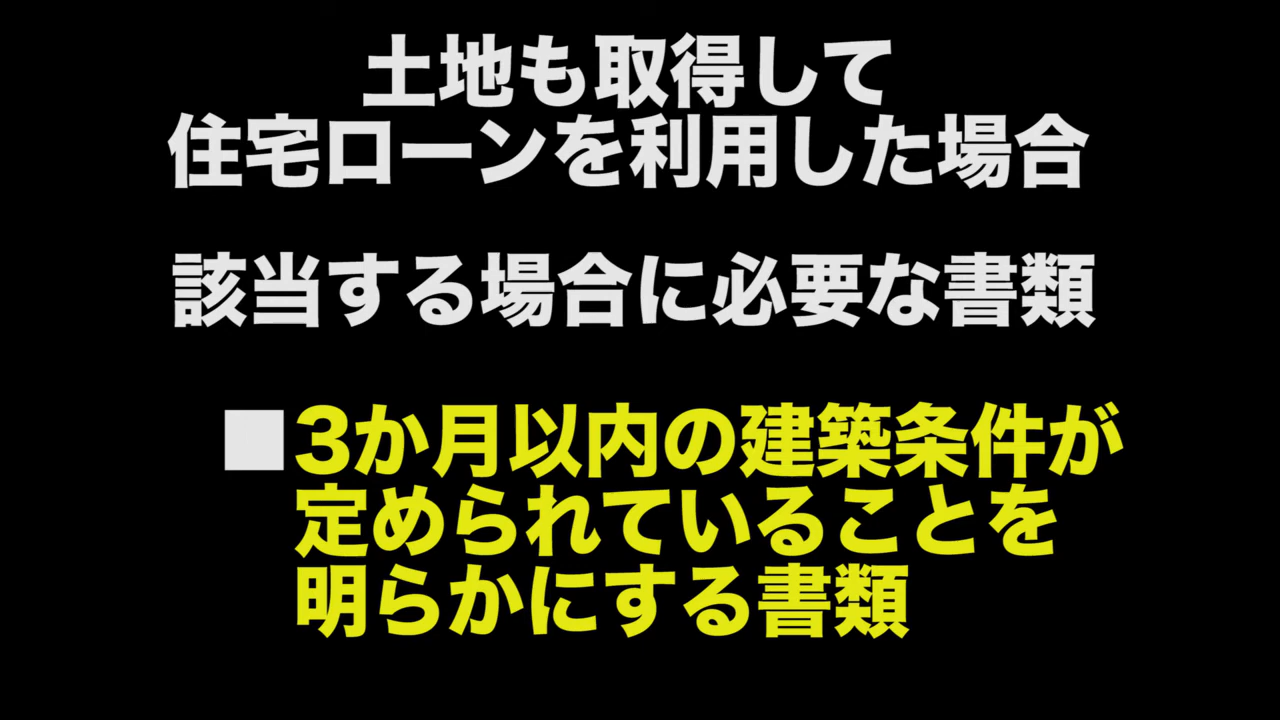 土地も取得して
住宅ローンを利用した場合
該当する場合に必要な書類
■3か月以内の建築条件が
定められていることを
明らかにする書類